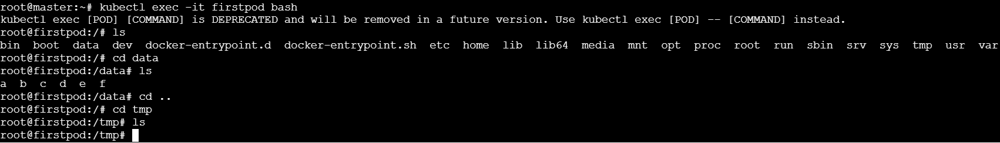 root@master:~# kubectl exec -it firstpod bash
kubectl exec [POD] [COMMAND] is DEPRECATED and will be removed in a future version. Use kubectl exec [POD] -- [COMMAND] instead.
root@firstpod:/# ls
bin  boot  data  dev  docker-entrypoint.d  docker-entrypoint.sh  etc  home  lib  lib64  media  mnt  opt  proc  root  run  sbin  srv  sys  tmp  usr  var
root@firstpod:/# cd data
root@firstpod:/data# ls
a  b  c  d  e  f
root@firstpod:/data# cd ..
root@firstpod:/# cd tmp
root@firstpod:/tmp# ls
root@firstpod:/tmp#